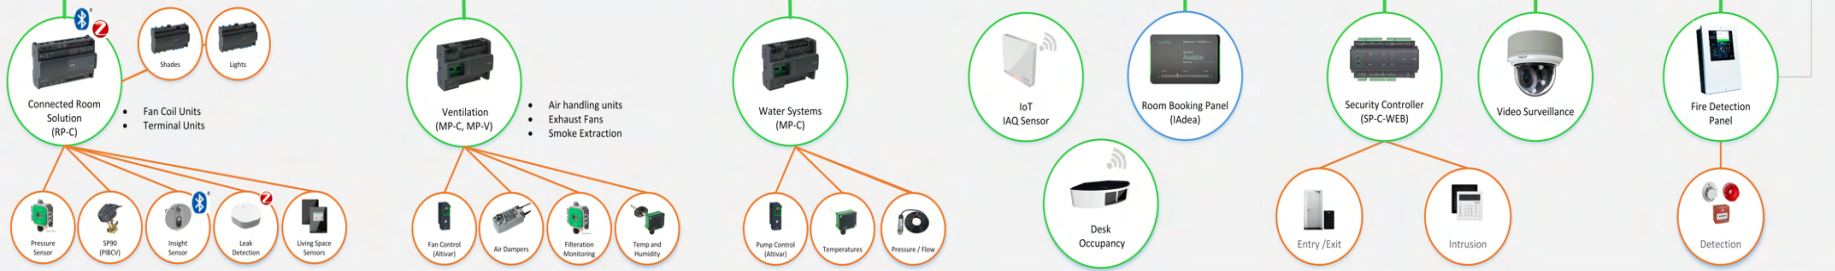 Shades
Lights
Connected Room
Solution
(RP-C)
• Fan Coil Units
• Terminal Units
Pressure
Sensor
SP90
(PIBCV)
Insight
Sensor
Leak
Detection
Living Space
Sensors
Ventilation
(MP-C, MP-V)
• Air handling units
• Exhaust Fans
• Smoke Extraction
Fan Control
(Altivar)
Air Dampers
Filteration
Monitoring
Temp and
Humidity
Water Systems
(MP-C)
Pump Control
(Altivar)
Temperatures
Pressure / Flow
IoT
IAQ Sensor
Available
Room Booking Panel
(IAdea)
Desk
Occupancy
Security Controller
(SP-C-WEB)
Entry /Exit
Intrusion
Video Surveillance
Fire Detection
Panel
Detection